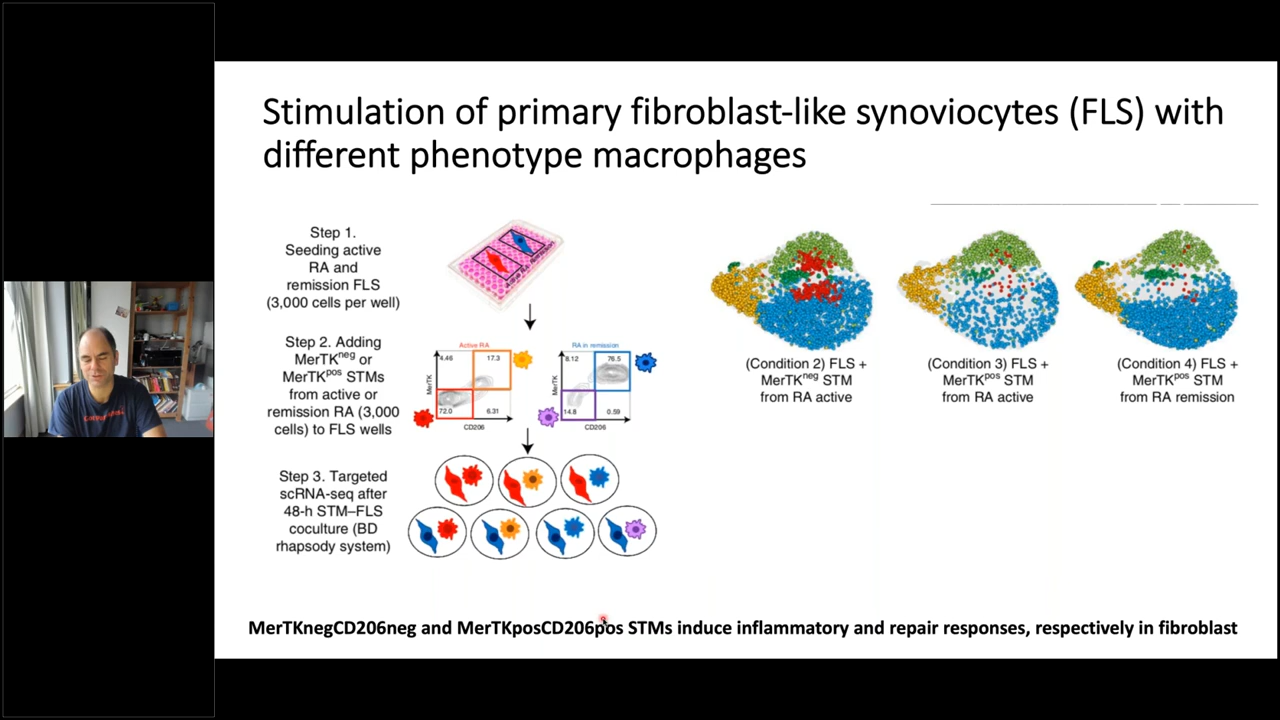 Stimulation of primary fibroblast-like synoviocytes (FLS) with
different phenotype macrophages
Step 1.
Seeding active
RA and
remission FLS
(3,000 cells per well)
Step 2. Adding
MerTKneg or
MerTKpos STMs
from active or
remission RA (3,000
cells) to FLS wells
Active RA
4.46
17.3
MerTK
72.0
6.31
CD206
RA in remission
8.12
76.5
MerTK
14.8
0.59
CD206
Step 3. Targeted
scRNA-seq after
48-h STM–FLS
coculture (BD
rhapsody system)
(Condition 2) FLS +
MerTKneg STM
from RA active
(Condition 3) FLS +
MerTKpos STM
from RA active
(Condition 4) FLS +
MerTKpos STM
from RA remission
MerTKnegCD206neg and MerTKposCD206pos STMs induce inflammatory and repair responses, respectively in fibroblast